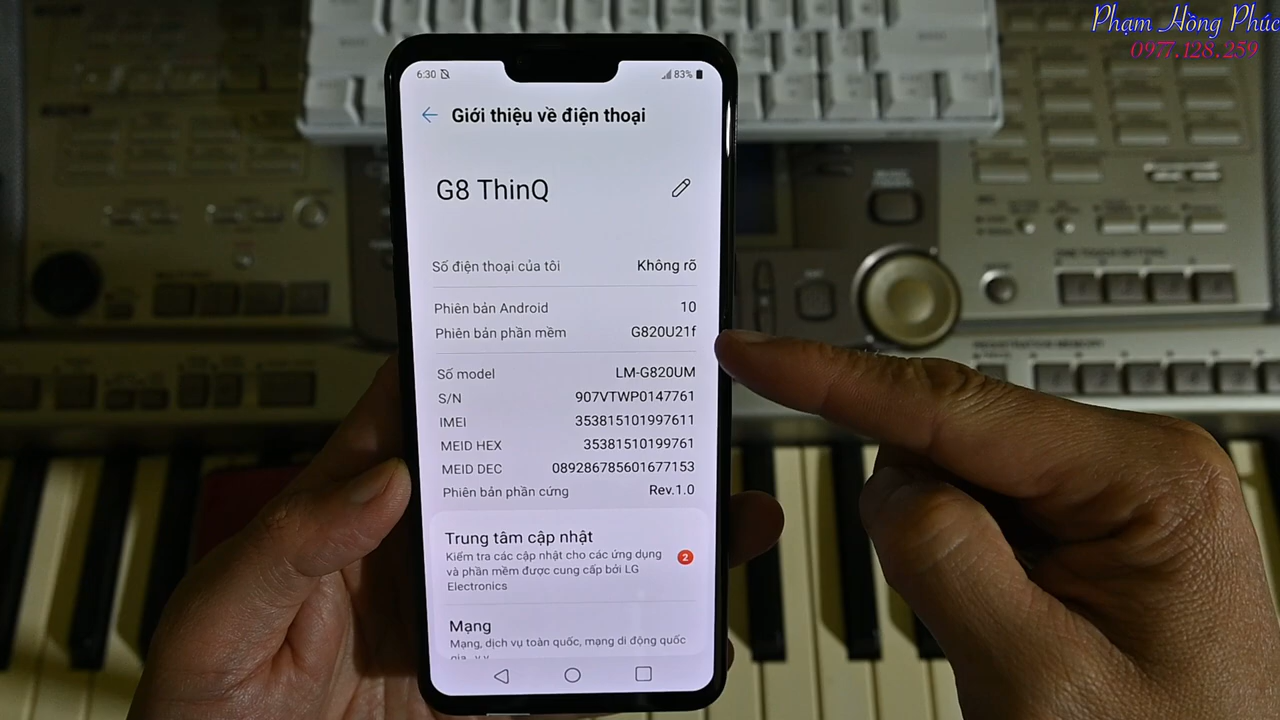 Phạm Hồng Phúc
0977.128.259
6:30 83%
Giới thiệu về điện thoại
G8 ThinQ
Số điện thoại của tôi Không rõ
Phiên bản Android 10
Phiên bản phần mềm G820U21f
Số model LM-G820UM
S/N 907VTWP0147761
IMEI 353815101997611
MEID HEX 35381510199761
MEID DEC 089286785601677153
Phiên bản phần cứng Rev.1.0
Trung tâm cập nhật
Kiểm tra các cập nhật cho các ứng dụng
và phần mềm được cung cấp bởi LG
Electronics
2
Mạng
Mạng, dịch vụ toàn quốc, mạng di động quốc
gia, v.v.